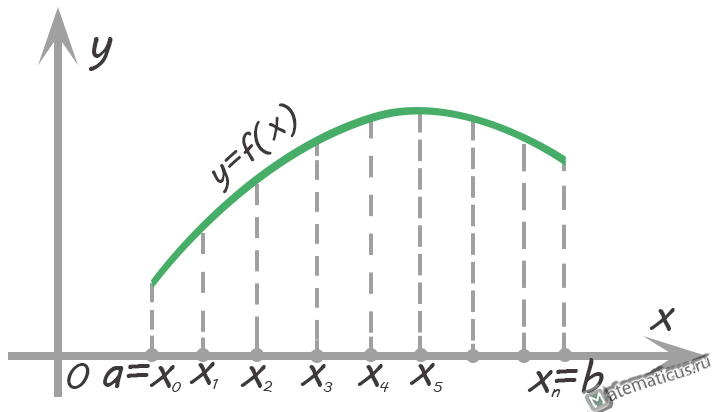 y
y=f(x)
x
0 a=x₀ x₁ x₂ x₃ x₄ x₅ xₙ=b
Matematicus.ru